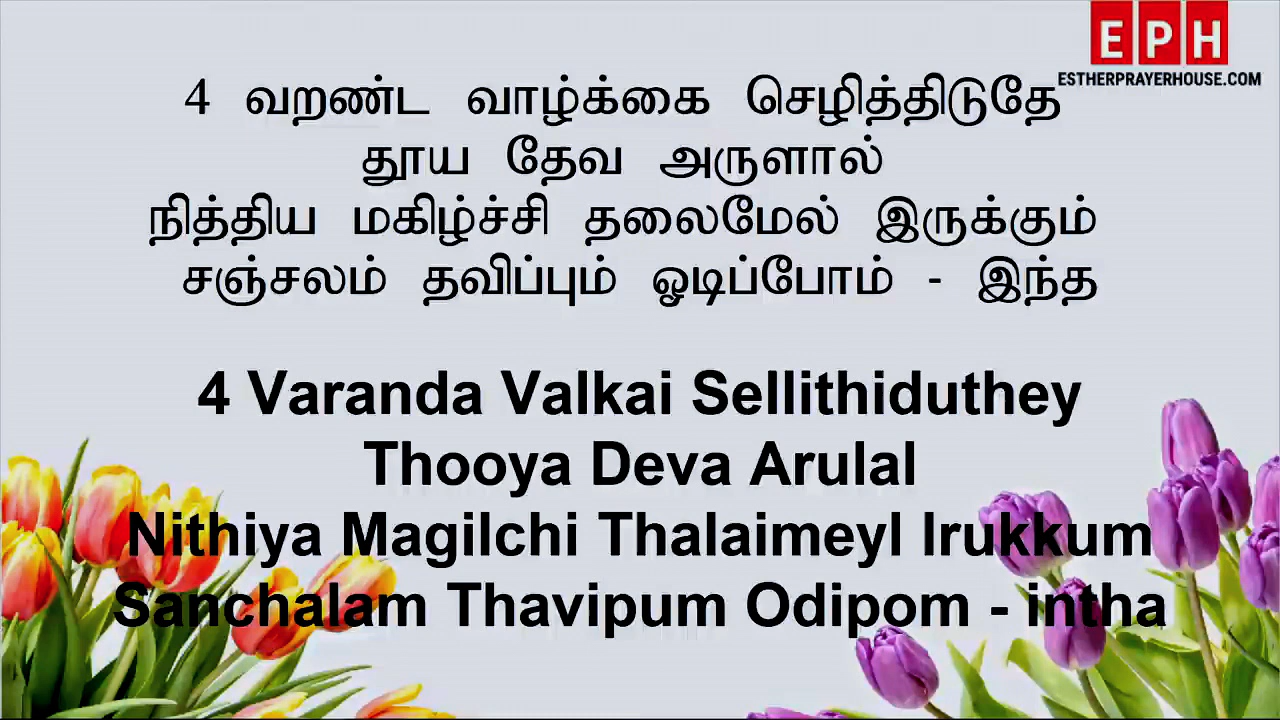 E P H
ESTHERPRAYERHOUSE.COM
4 வறண்ட வாழ்க்கை செழித்திடுதே
தூய தேவ அருளால்
நித்திய மகிழ்ச்சி தலைமேல் இருக்கும்
சஞ்சலம் தவிப்பும் ஓடிப்போம் - இந்த
4 Varanda Valkai Sellithiduthey
Thooya Deva Arulal
Nithiya Magilchi Thalaimeyl Irukkum
Sanchalam Thavipum Odipom - intha